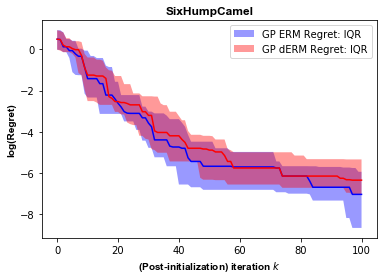 SixHumpCamel
GP ERM Regret: IQR
GP dERM Regret: IQR
log(Regret)
0
−2
−4
−6
−8
0 20 40 60 80 100
(Post-initialization) iteration k